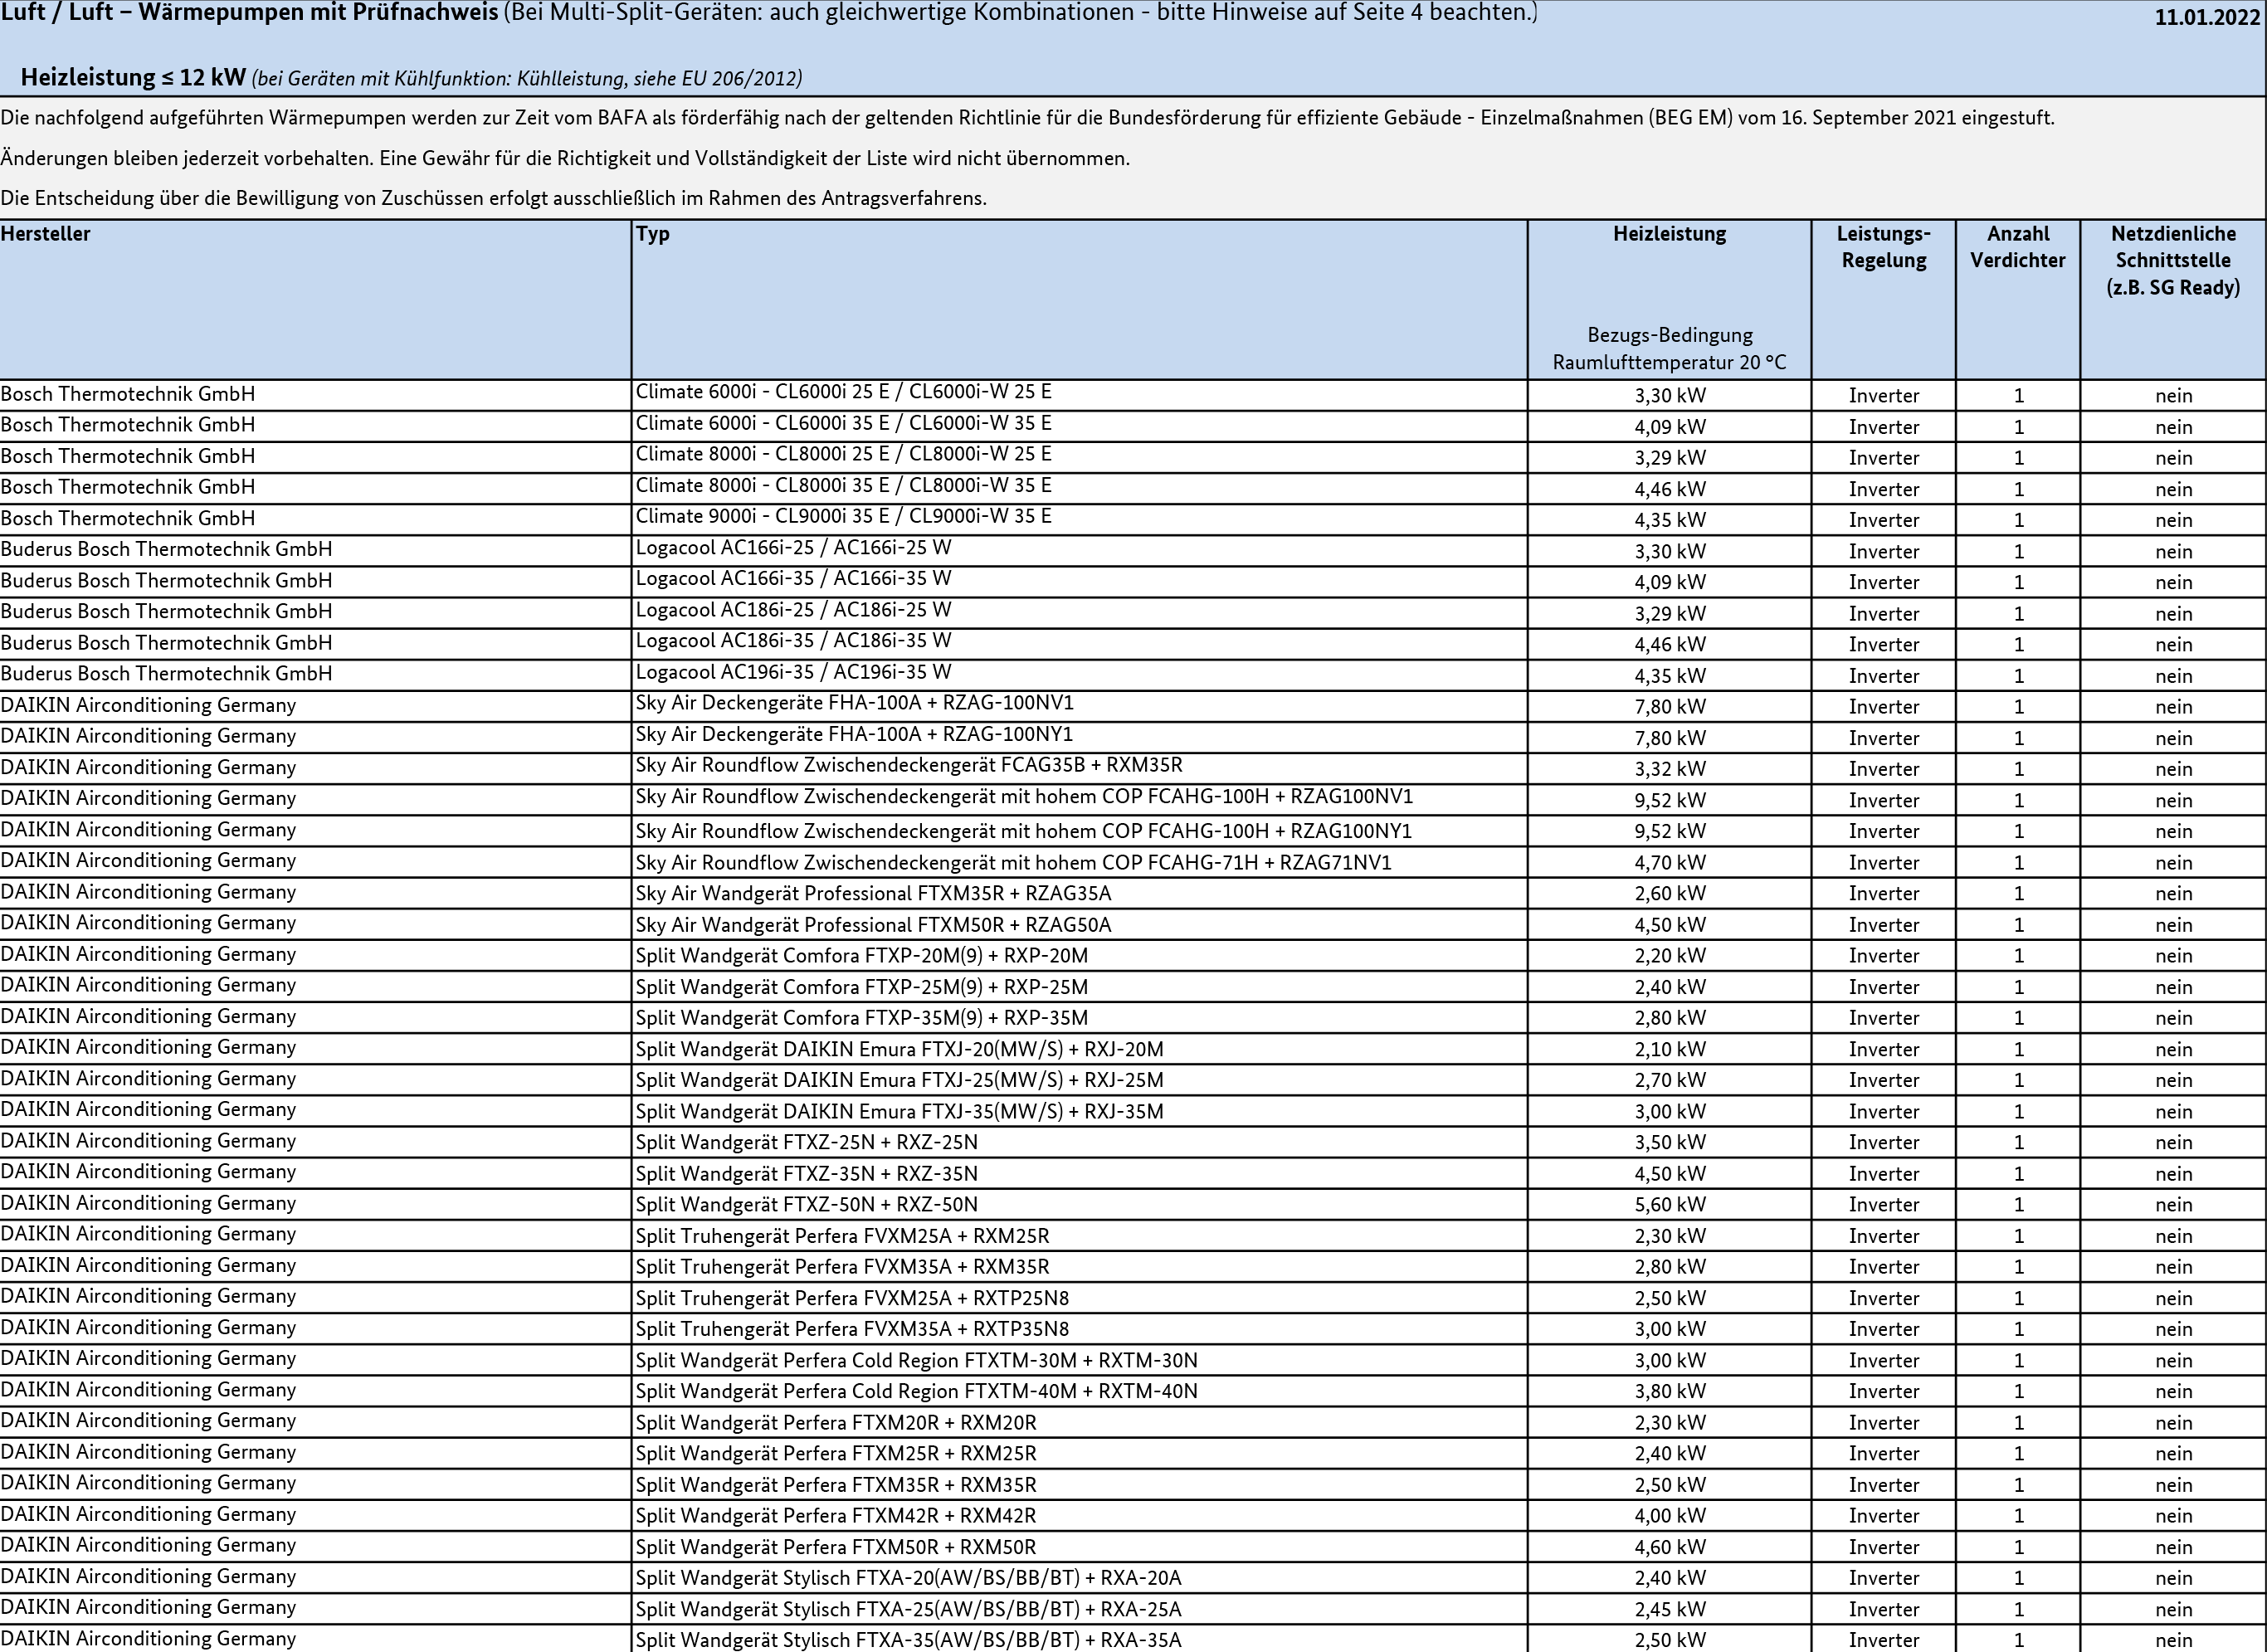 Luft / Luft – Wärmepumpen mit Prüfnachweis (Bei Multi-Split-Geräten: auch gleichwertige Kombinationen - bitte Hinweise auf Seite 4 beachten.) 11.01.2022
Heizleistung ≤ 12 kW (bei Geräten mit Kühlfunktion: Kühlleistung, siehe EU 206/2012)
Die nachfolgend aufgeführten Wärmepumpen werden zur Zeit vom BAFA als förderfähig nach der geltenden Richtlinie für die Bundesförderung für effiziente Gebäude - Einzelmaßnahmen (BEG EM) vom 16. September 2021 eingestuft.
Änderungen bleiben jederzeit vorbehalten. Eine Gewähr für die Richtigkeit und Vollständigkeit der Liste wird nicht übernommen.
Die Entscheidung über die Bewilligung von Zuschüssen erfolgt ausschließlich im Rahmen des Antragsverfahrens.
Hersteller Typ Heizleistung Leistungs- Anzahl Netzdienliche
Regelung Verdichter Schnittstelle
(z.B. SG Ready)
Bezugs-Bedingung
Raumlufttemperatur 20 °C
Bosch Thermotechnik GmbH Climate 6000i - CL6000i 25 E / CL6000i-W 25 E 3,30 kW Inverter 1 nein
Bosch Thermotechnik GmbH Climate 6000i - CL6000i 35 E / CL6000i-W 35 E 4,09 kW Inverter 1 nein
Bosch Thermotechnik GmbH Climate 8000i - CL8000i 25 E / CL8000i-W 25 E 3,29 kW Inverter 1 nein
Bosch Thermotechnik GmbH Climate 8000i - CL8000i 35 E / CL8000i-W 35 E 4,46 kW Inverter 1 nein
Bosch Thermotechnik GmbH Climate 9000i - CL9000i 35 E / CL9000i-W 35 E 4,35 kW Inverter 1 nein
Buderus Bosch Thermotechnik GmbH Logacool AC166i-25 / AC166i-25 W 3,30 kW Inverter 1 nein
Buderus Bosch Thermotechnik GmbH Logacool AC166i-35 / AC166i-35 W 4,09 kW Inverter 1 nein
Buderus Bosch Thermotechnik GmbH Logacool AC186i-25 / AC186i-25 W 3,29 kW Inverter 1 nein
Buderus Bosch Thermotechnik GmbH Logacool AC186i-35 / AC186i-35 W 4,46 kW Inverter 1 nein
Buderus Bosch Thermotechnik GmbH Logacool AC196i-35 / AC196i-35 W 4,35 kW Inverter 1 nein
DAIKIN Airconditioning Germany Sky Air Deckengeräte FHA-100A + RZAG-100NV1 7,80 kW Inverter 1 nein
DAIKIN Airconditioning Germany Sky Air Deckengeräte FHA-100A + RZAG-100NY1 7,80 kW Inverter 1 nein
DAIKIN Airconditioning Germany Sky Air Roundflow Zwischendeckengerät FCAG35B + RXM35R 3,32 kW Inverter 1 nein
DAIKIN Airconditioning Germany Sky Air Roundflow Zwischendeckengerät mit hohem COP FCAHG-100H + RZAG100NV1 9,52 kW Inverter 1 nein
DAIKIN Airconditioning Germany Sky Air Roundflow Zwischendeckengerät mit hohem COP FCAHG-100H + RZAG100NY1 9,52 kW Inverter 1 nein
DAIKIN Airconditioning Germany Sky Air Roundflow Zwischendeckengerät mit hohem COP FCAHG-71H + RZAG71NV1 4,70 kW Inverter 1 nein
DAIKIN Airconditioning Germany Sky Air Wandgerät Professional FTXM35R + RZAG35A 2,60 kW Inverter 1 nein
DAIKIN Airconditioning Germany Sky Air Wandgerät Professional FTXM50R + RZAG50A 4,50 kW Inverter 1 nein
DAIKIN Airconditioning Germany Split Wandgerät Comfora FTXP-20M(9) + RXP-20M 2,20 kW Inverter 1 nein
DAIKIN Airconditioning Germany Split Wandgerät Comfora FTXP-25M(9) + RXP-25M 2,40 kW Inverter 1 nein
DAIKIN Airconditioning Germany Split Wandgerät Comfora FTXP-35M(9) + RXP-35M 2,80 kW Inverter 1 nein
DAIKIN Airconditioning Germany Split Wandgerät DAIKIN Emura FTXJ-20(MW/S) + RXJ-20M 2,10 kW Inverter 1 nein
DAIKIN Airconditioning Germany Split Wandgerät DAIKIN Emura FTXJ-25(MW/S) + RXJ-25M 2,70 kW Inverter 1 nein
DAIKIN Airconditioning Germany Split Wandgerät DAIKIN Emura FTXJ-35(MW/S) + RXJ-35M 3,00 kW Inverter 1 nein
DAIKIN Airconditioning Germany Split Wandgerät FTXZ-25N + RXZ-25N 3,50 kW Inverter 1 nein
DAIKIN Airconditioning Germany Split Wandgerät FTXZ-35N + RXZ-35N 4,50 kW Inverter 1 nein
DAIKIN Airconditioning Germany Split Wandgerät FTXZ-50N + RXZ-50N 5,60 kW Inverter 1 nein
DAIKIN Airconditioning Germany Split Truhengerät Perfera FVXM25A + RXM25R 2,30 kW Inverter 1 nein
DAIKIN Airconditioning Germany Split Truhengerät Perfera FVXM35A + RXM35R 2,80 kW Inverter 1 nein
DAIKIN Airconditioning Germany Split Truhengerät Perfera FVXM25A + RXTP25N8 2,50 kW Inverter 1 nein
DAIKIN Airconditioning Germany Split Truhengerät Perfera FVXM35A + RXTP35N8 3,00 kW Inverter 1 nein
DAIKIN Airconditioning Germany Split Wandgerät Perfera Cold Region FTXTM-30M + RXTM-30N 3,00 kW Inverter 1 nein
DAIKIN Airconditioning Germany Split Wandgerät Perfera Cold Region FTXTM-40M + RXTM-40N 3,80 kW Inverter 1 nein
DAIKIN Airconditioning Germany Split Wandgerät Perfera FTXM20R + RXM20R 2,30 kW Inverter 1 nein
DAIKIN Airconditioning Germany Split Wandgerät Perfera FTXM25R + RXM25R 2,40 kW Inverter 1 nein
DAIKIN Airconditioning Germany Split Wandgerät Perfera FTXM35R + RXM35R 2,50 kW Inverter 1 nein
DAIKIN Airconditioning Germany Split Wandgerät Perfera FTXM42R + RXM42R 4,00 kW Inverter 1 nein
DAIKIN Airconditioning Germany Split Wandgerät Perfera FTXM50R + RXM50R 4,60 kW Inverter 1 nein
DAIKIN Airconditioning Germany Split Wandgerät Stylisch FTXA-20(AW/BS/BB/BT) + RXA-20A 2,40 kW Inverter 1 nein
DAIKIN Airconditioning Germany Split Wandgerät Stylisch FTXA-25(AW/BS/BB/BT) + RXA-25A 2,45 kW Inverter 1 nein
DAIKIN Airconditioning Germany Split Wandgerät Stylisch FTXA-35(AW/BS/BB/BT) + RXA-35A 2,50 kW Inverter 1 nein